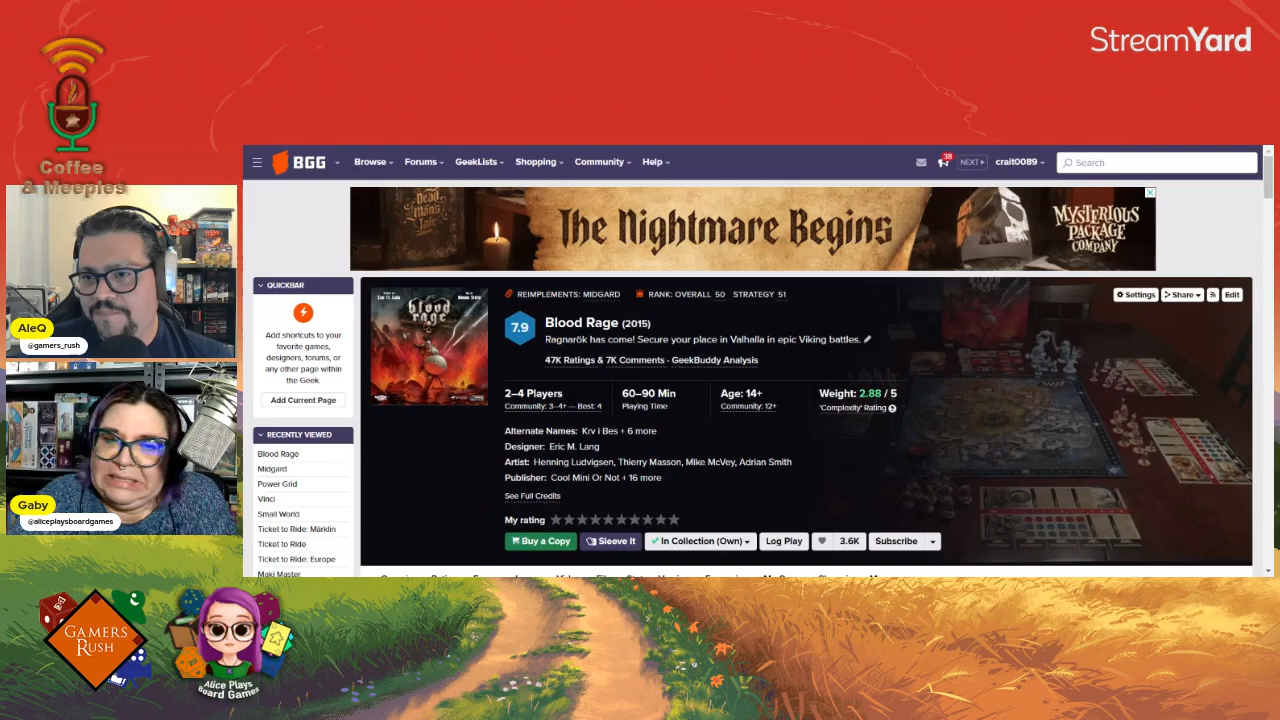 StreamYard
Coffee
& Meeples
BGG Browse Forums GeekLists Shopping Community Help 38 NEXT crait0089 Search
Dead Man's Tale
The Nightmare Begins
MYSTERIOUS PACKAGE COMPANY
QUICKBAR
Add shortcuts to your
favorite games,
designers, forums, or
any other page within
the Geek.
Add Current Page
RECENTLY VIEWED
Blood Rage
Midgard
Power Grid
Vinci
Small World
Ticket to Ride: Märklin
Ticket to Ride
Ticket to Ride: Europe
Maki Master
blood rage
REIMPLEMENTS: MIDGARD RANK: OVERALL 50 STRATEGY 51
Settings Share Edit
7.9
Blood Rage (2015)
Ragnarök has come! Secure your place in Valhalla in epic Viking battles.
47K Ratings & 7K Comments · GeekBuddy Analysis
2–4 Players 60–90 Min Age: 14+ Weight: 2.88 / 5
Community: 3–4+ — Best: 4 Playing Time Community: 12+ 'Complexity' Rating
Alternate Names: Krv i Bes + 6 more
Designer: Eric M. Lang
Artist: Henning Ludvigsen, Thierry Masson, Mike McVey, Adrian Smith
Publisher: Cool Mini Or Not + 16 more
See Full Credits
My rating
Buy a Copy Sleeve It In Collection (Own) Log Play 3.6K Subscribe
AleQ
@gamers_rush
Gaby
@aliceplaysboardgames
GAMERS
RUSH
Alice Plays
Board Games